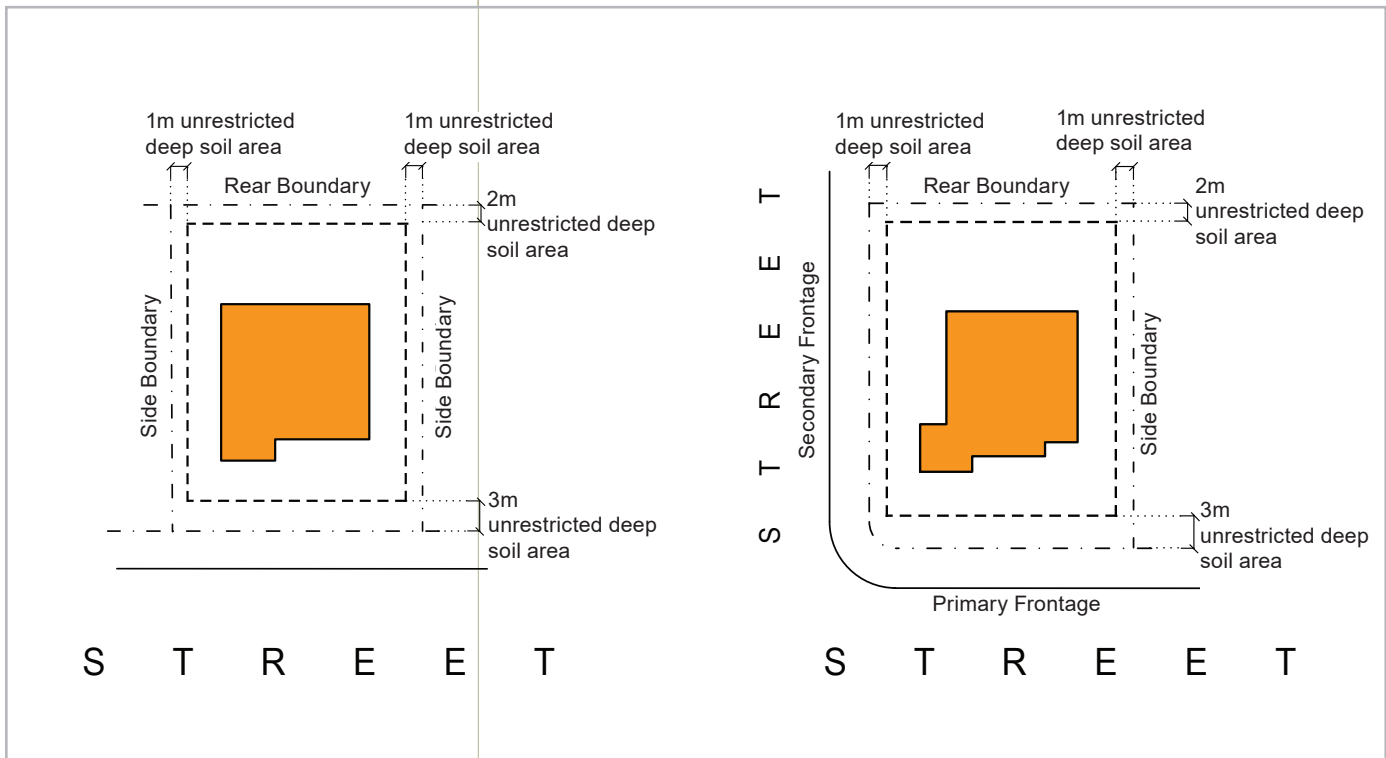 1m unrestricted
deep soil area
1m unrestricted
deep soil area
Rear Boundary
2m
unrestricted deep
soil area
Side Boundary
Side Boundary
3m
unrestricted deep
soil area
S T R E E T
1m unrestricted
deep soil area
1m unrestricted
deep soil area
Rear Boundary
2m
unrestricted deep
soil area
S T R E E T
Secondary Frontage
Side Boundary
3m
unrestricted deep
soil area
Primary Frontage
S T R E E T